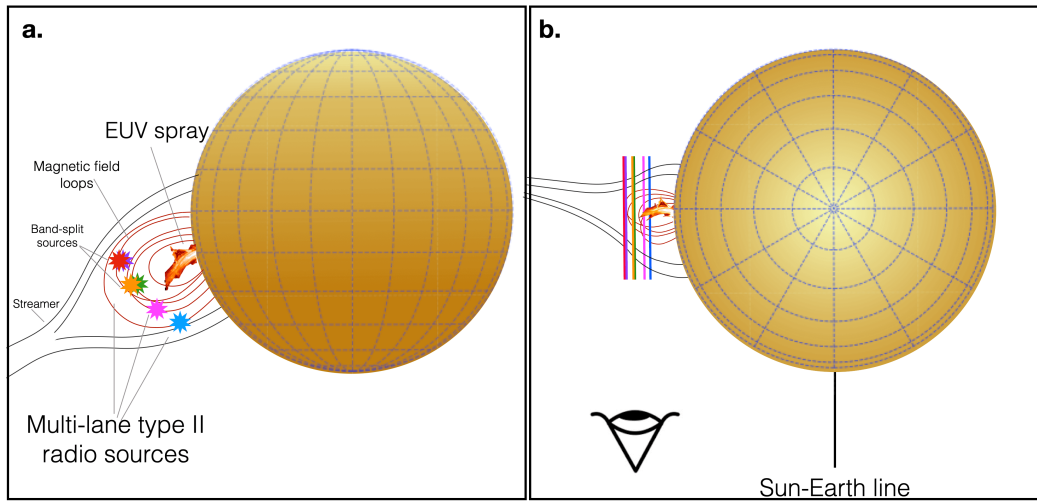 a.
EUV spray
Magnetic field
loops
Band-split
sources
Streamer
Multi-lane type II
radio sources
b.
Sun-Earth line